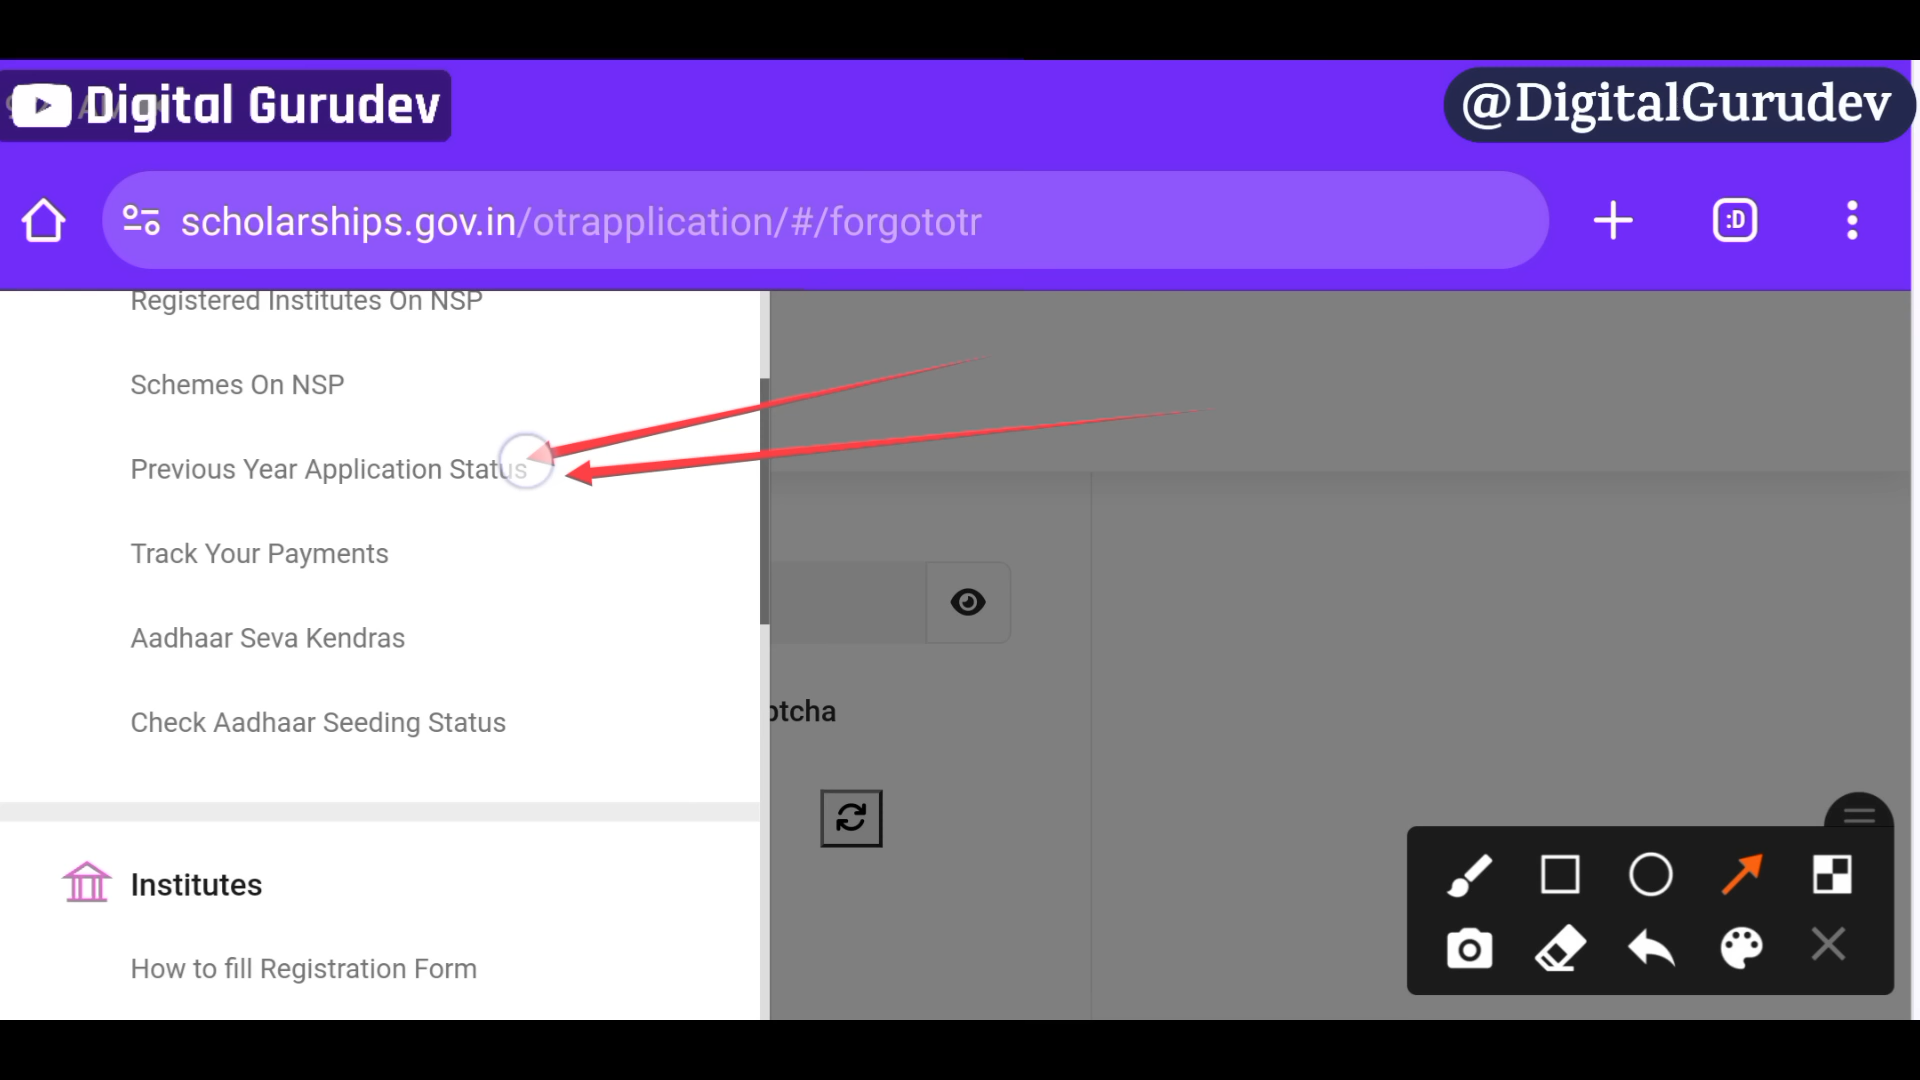 Digital Gurudev
@DigitalGurudev
scholarships.gov.in/otrapplication/#/forgototr
:D
Registered Institutes On NSP
Schemes On NSP
Previous Year Application Status
Track Your Payments
Aadhaar Seva Kendras
Check Aadhaar Seeding Status
ptcha
Institutes
How to fill Registration Form